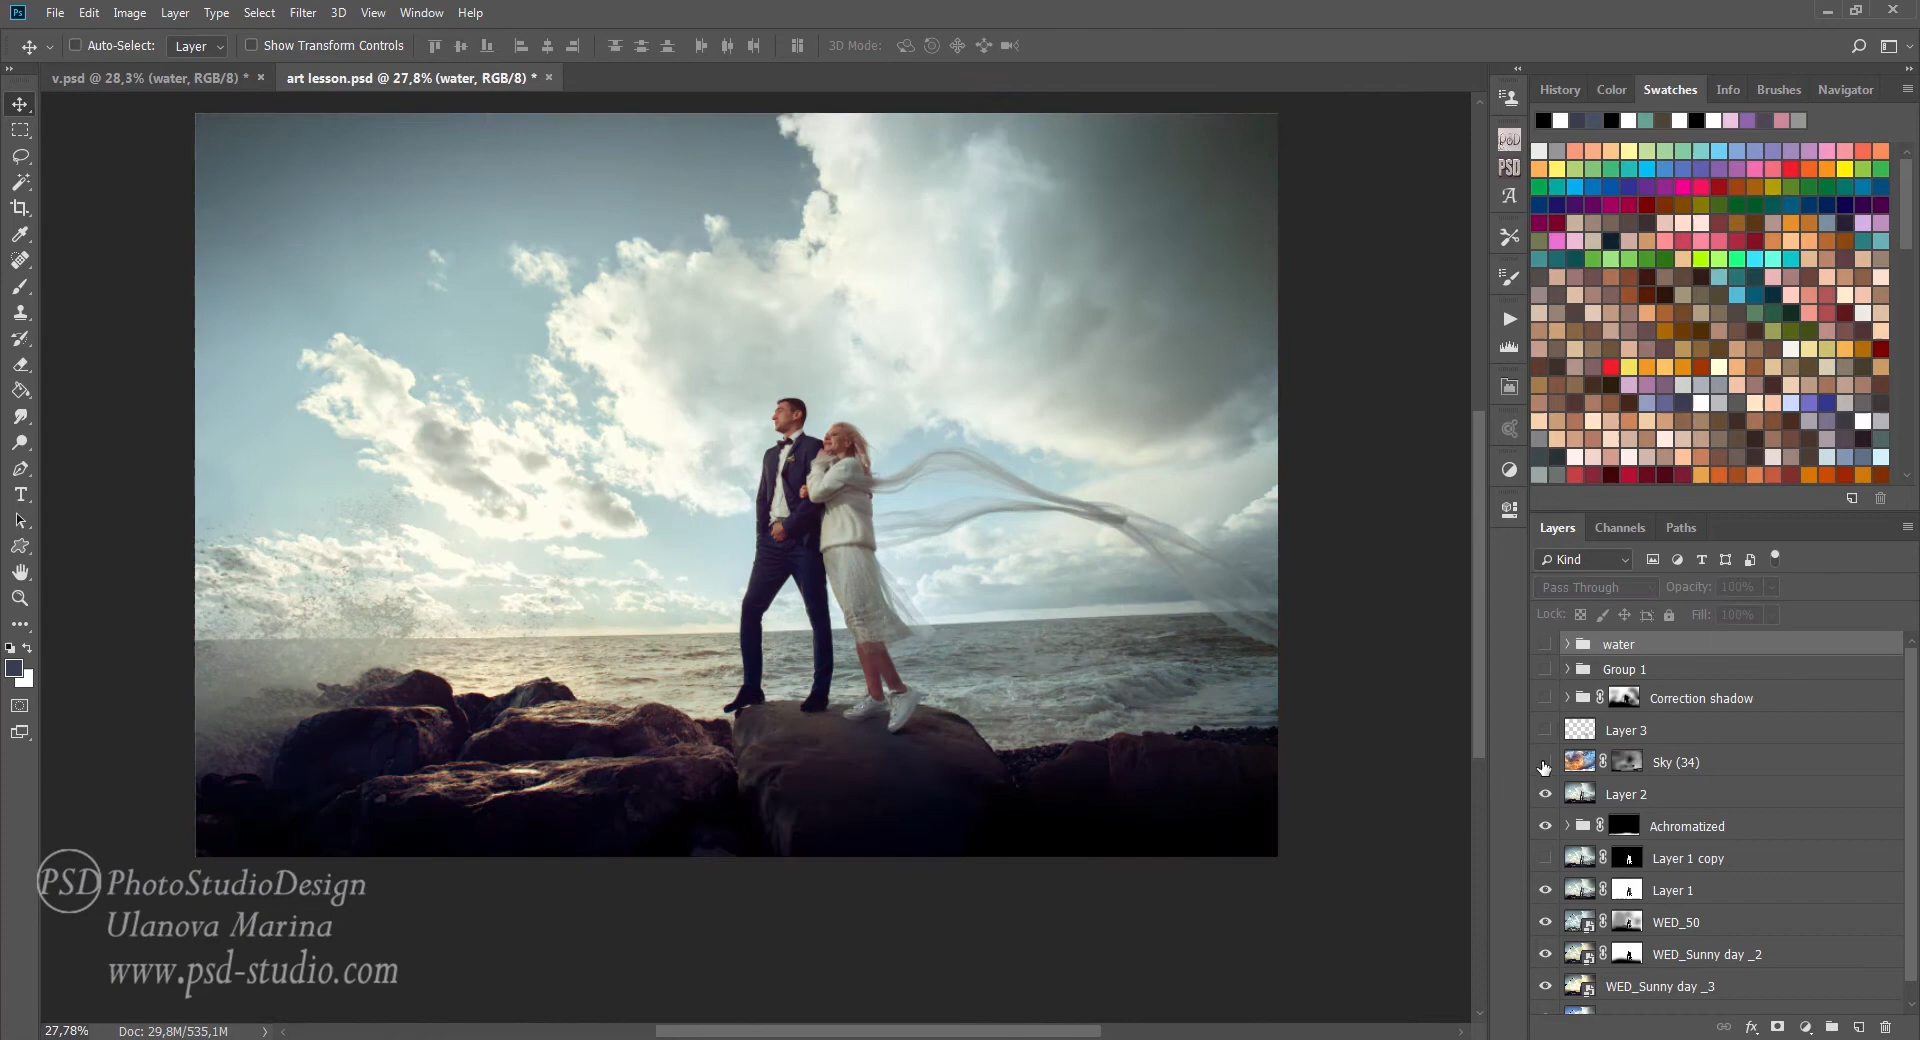 Ps File Edit Image Layer Type Select Filter 3D View Window Help
Auto-Select: Layer Show Transform Controls 3D Mode:
v.psd @ 28,3% (water, RGB/8) * × art lesson.psd @ 27,8% (water, RGB/8) * ×
History Color Swatches Info Brushes Navigator
PSD
PSD
A
Layers Channels Paths
Kind
Pass Through Opacity: 100%
Lock: Fill: 100%
water
Group 1
Correction shadow
Layer 3
Sky (34)
Layer 2
Achromatized
Layer 1 copy
Layer 1
WED_50
WED_Sunny day _2
WED_Sunny day _3
PSD PhotoStudioDesign
Ulanova Marina
www.psd-studio.com
27,78% Doc: 29,8M/535,1M
fx